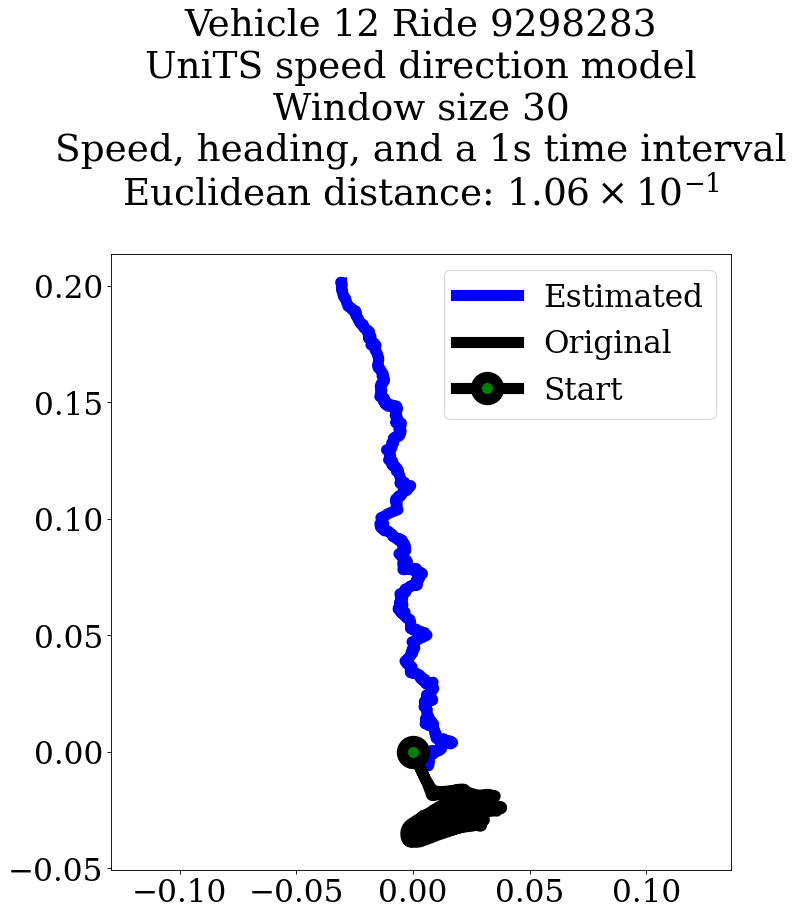 Vehicle 12 Ride 9298283
UniTS speed direction model
Window size 30
Speed, heading, and a 1s time interval
Euclidean distance: 1.06 × 10⁻¹
Estimated
Original
Start
0.20
0.15
0.10
0.05
0.00
−0.05
−0.10 −0.05 0.00 0.05 0.10